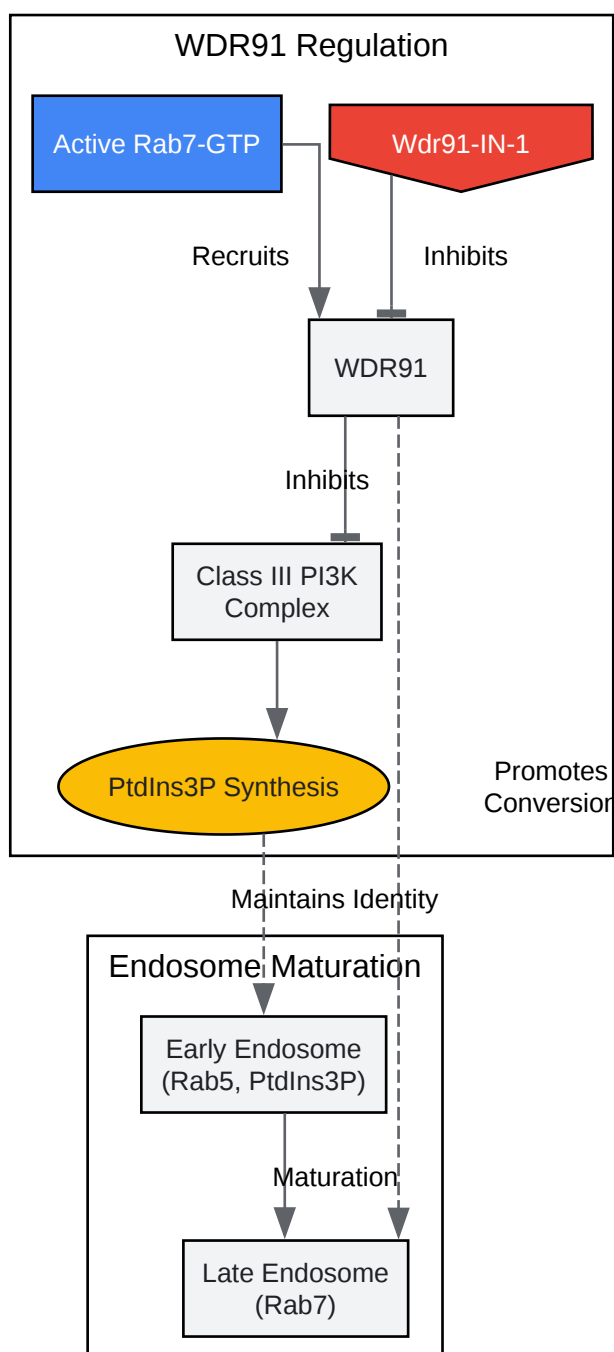 WDR91 Regulation
Active Rab7-GTP
Wdr91-IN-1
Recruits
Inhibits
WDR91
Inhibits
Class III PI3K
Complex
PtdIns3P Synthesis
Promotes
Conversion
Maintains Identity
Endosome Maturation
Early Endosome
(Rab5, PtdIns3P)
Maturation
Late Endosome
(Rab7)